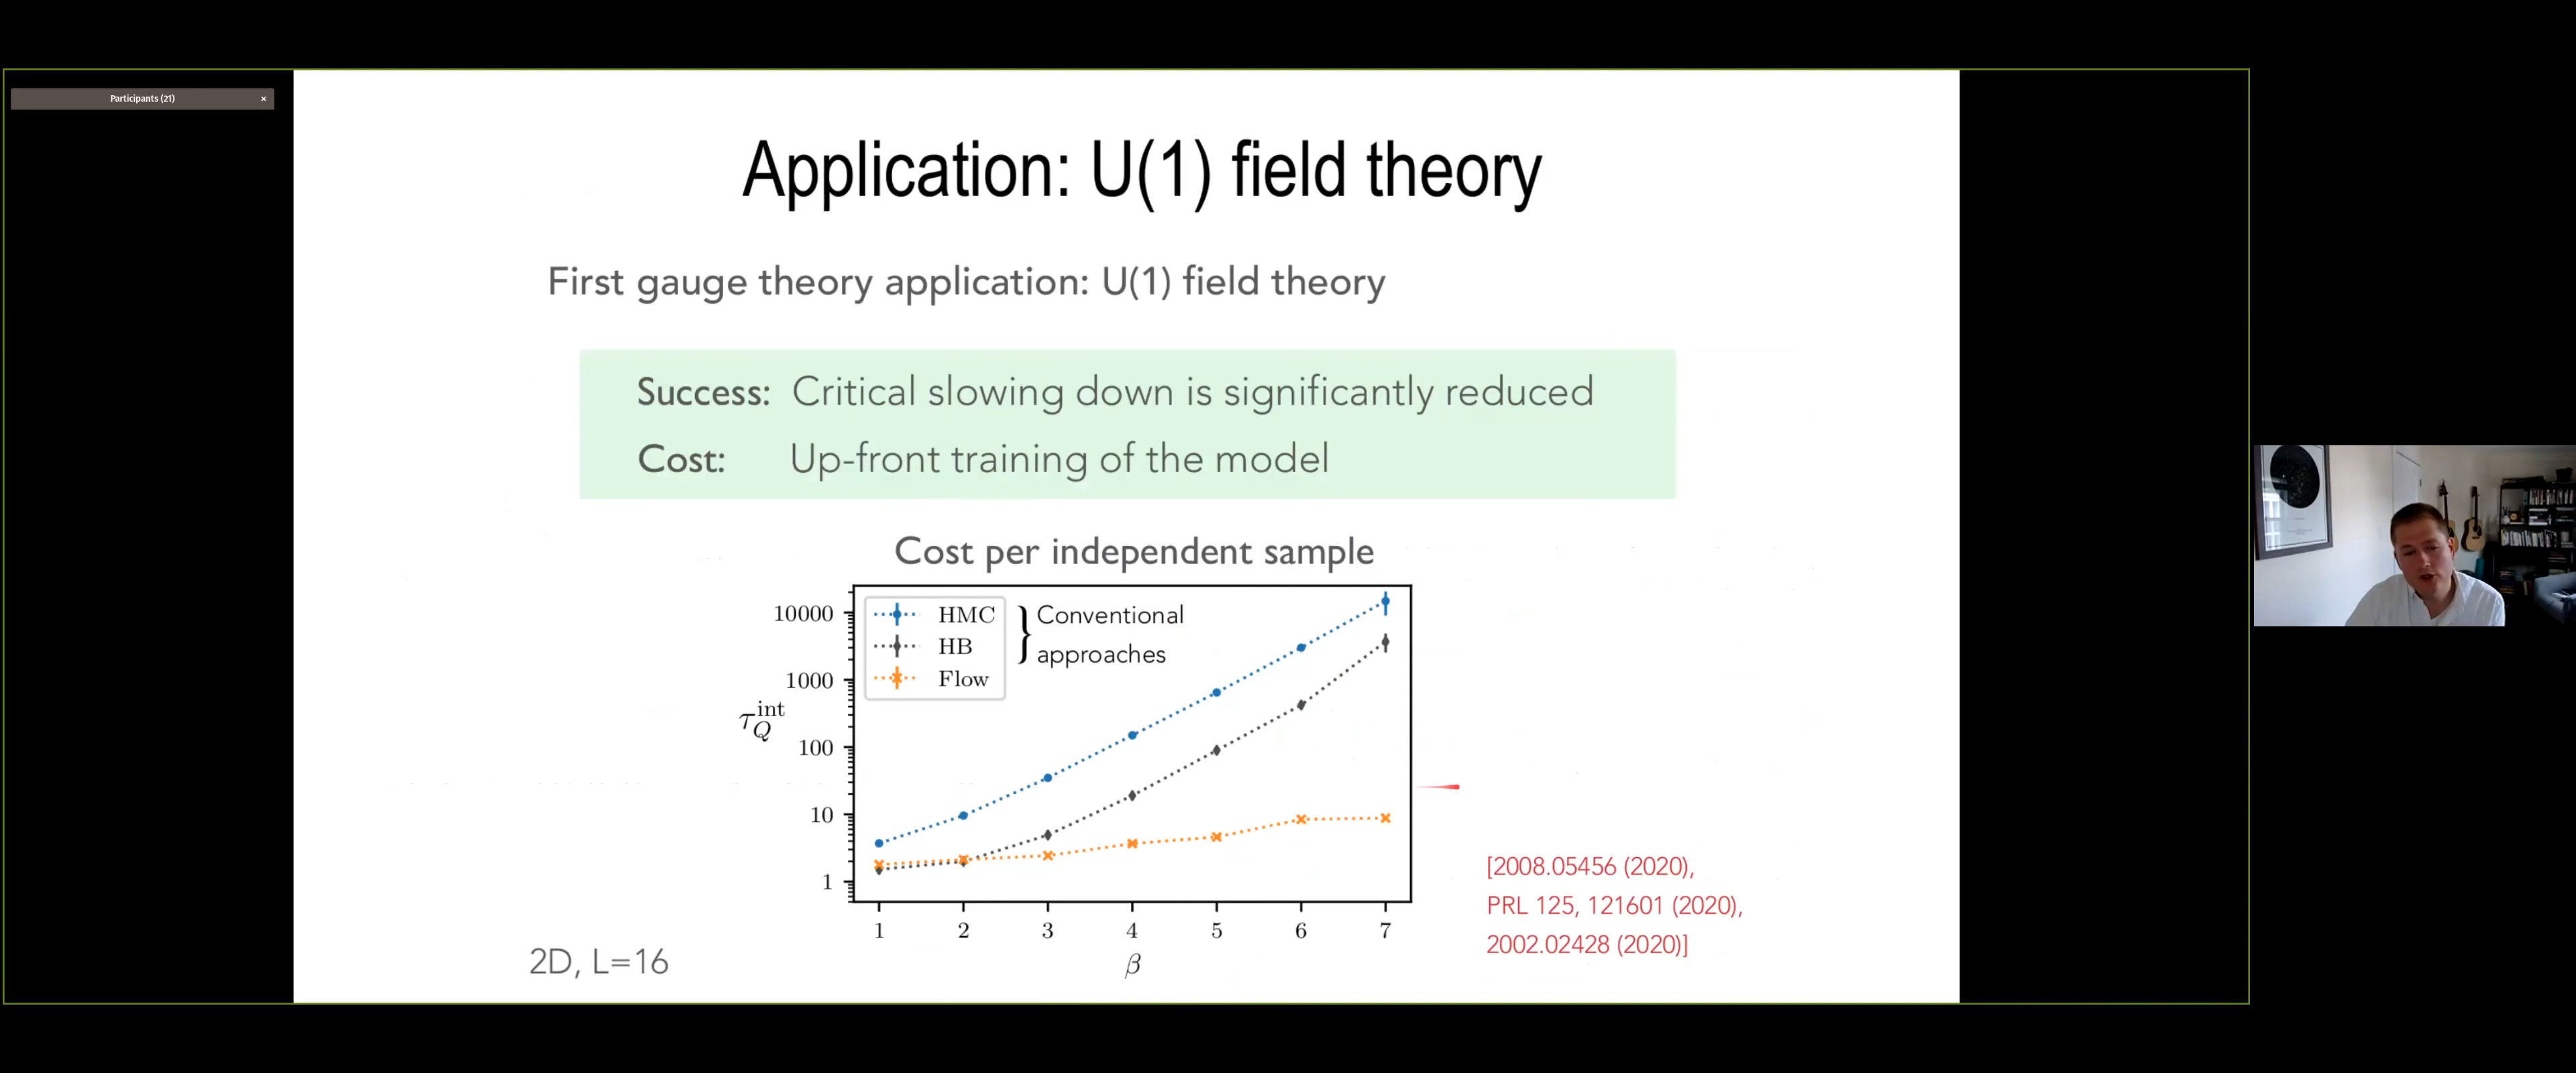 Participants (21)
×
Application: U(1) field theory
First gauge theory application: U(1) field theory
Success: Critical slowing down is significantly reduced
Cost: Up-front training of the model
Cost per independent sample
HMC
HB
Flow
Conventional
approaches
10000
1000
100
10
1
τ_Q^int
1 2 3 4 5 6 7
β
2D, L=16
[2008.05456 (2020),
PRL 125, 121601 (2020),
2002.02428 (2020)]